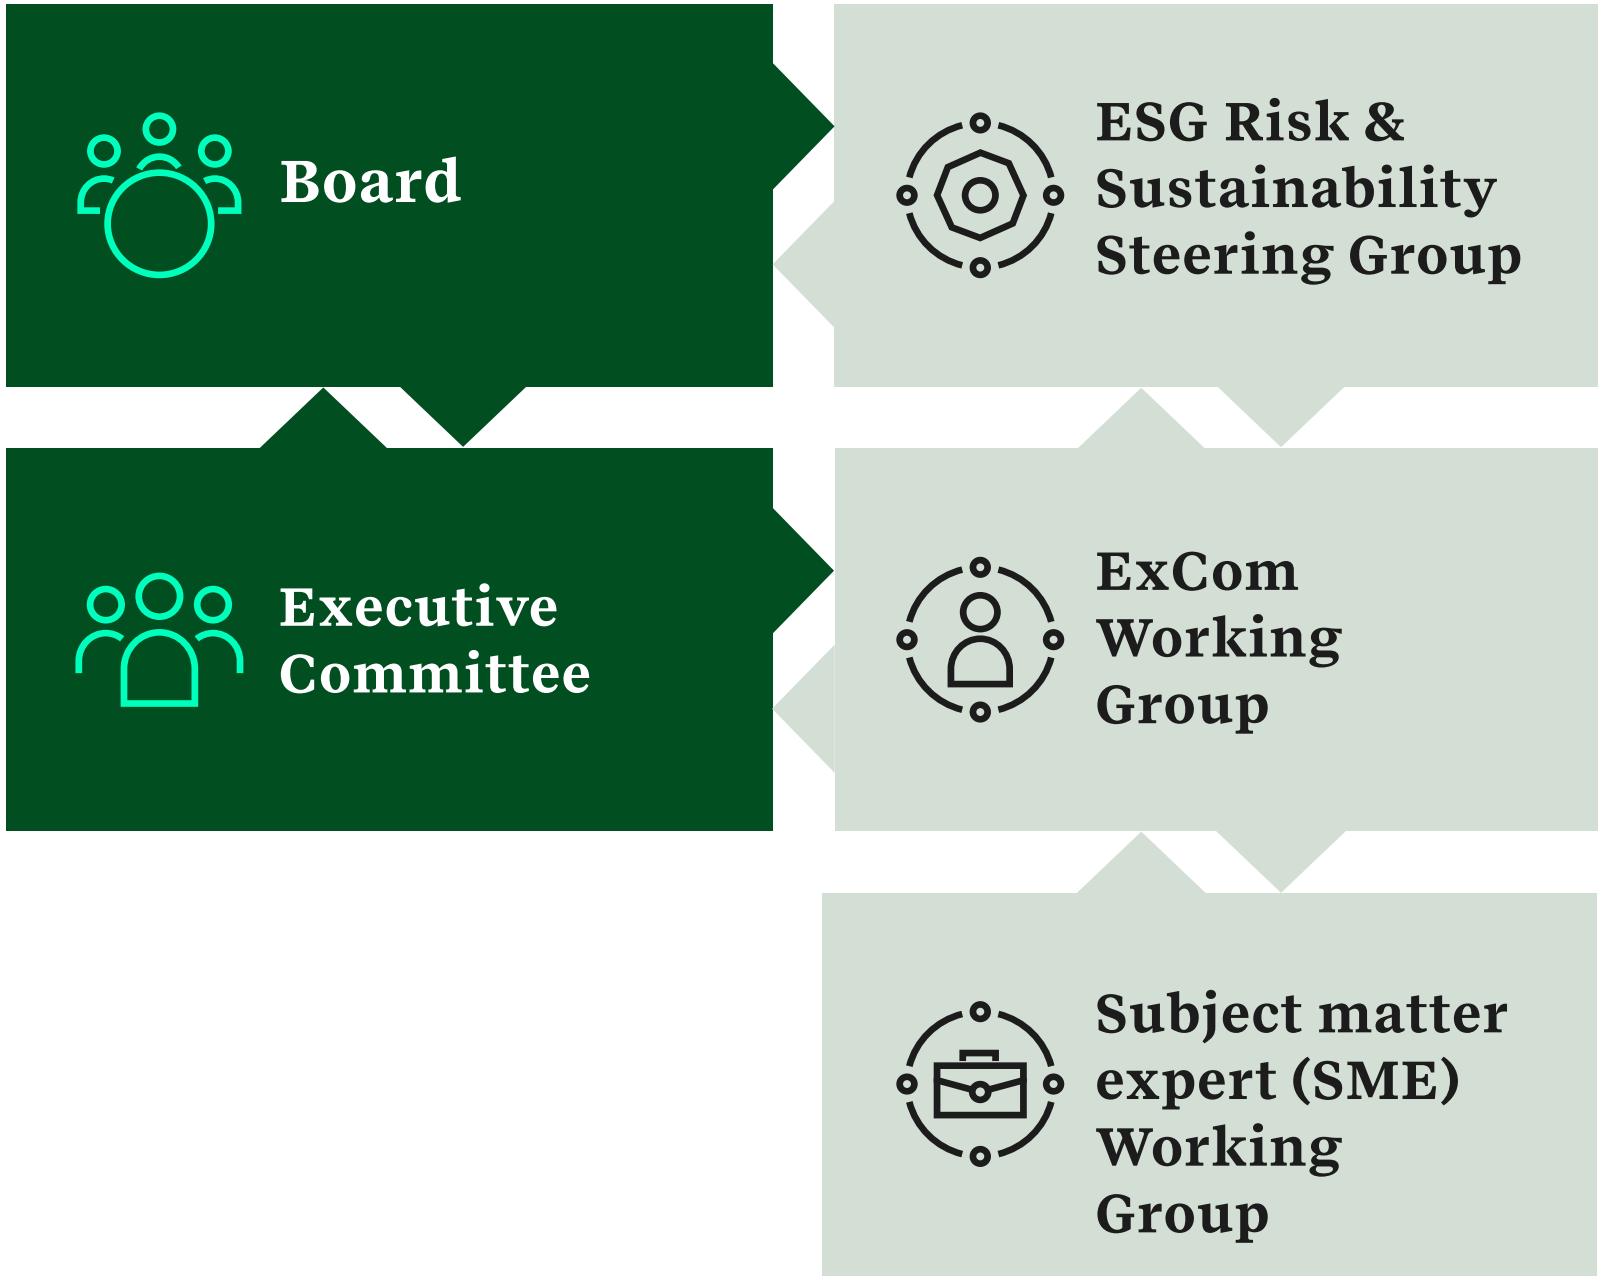 Board
ESG Risk &
Sustainability
Steering Group
Executive
Committee
ExCom
Working
Group
Subject matter
expert (SME)
Working
Group